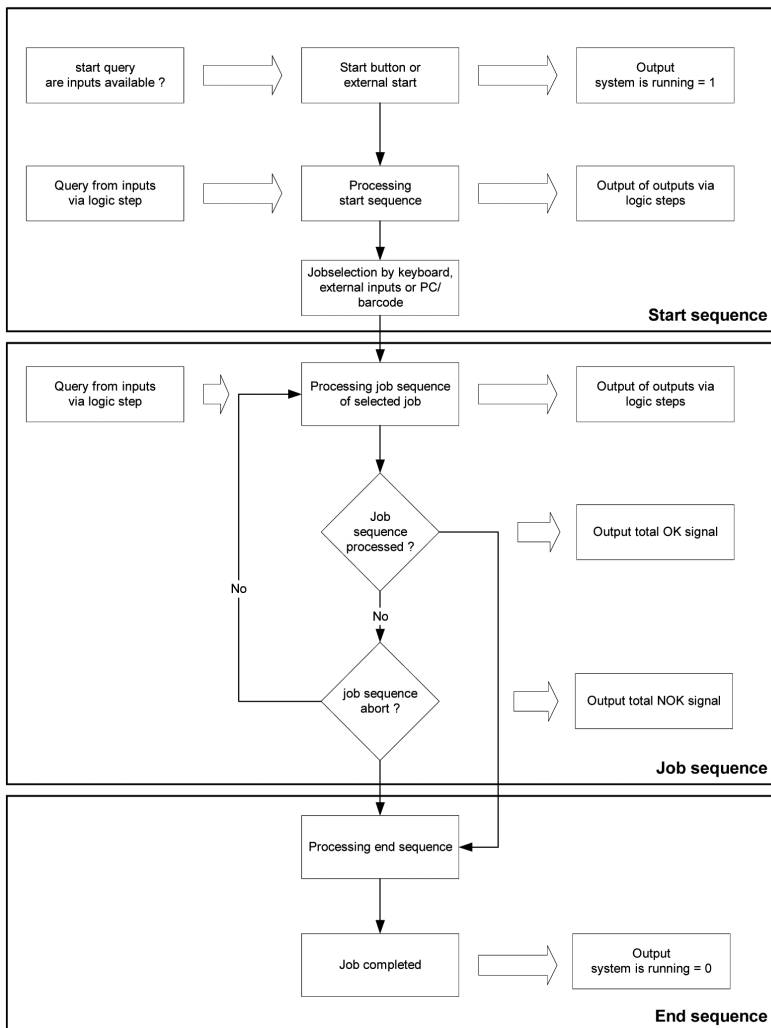 start query
are inputs available ?
Start button or
external start
Output
system is running = 1
Query from inputs
via logic step
Processing
start sequence
Output of outputs via
logic steps
Jobselection by keyboard,
external inputs or PC/
barcode
Start sequence
Query from inputs
via logic step
Processing job sequence
of selected job
Output of outputs via
logic steps
Job
sequence
processed ?
Output total OK signal
No
No
job sequence
abort ?
Output total NOK signal
Job sequence
Processing end sequence
Job completed
Output
system is running = 0
End sequence